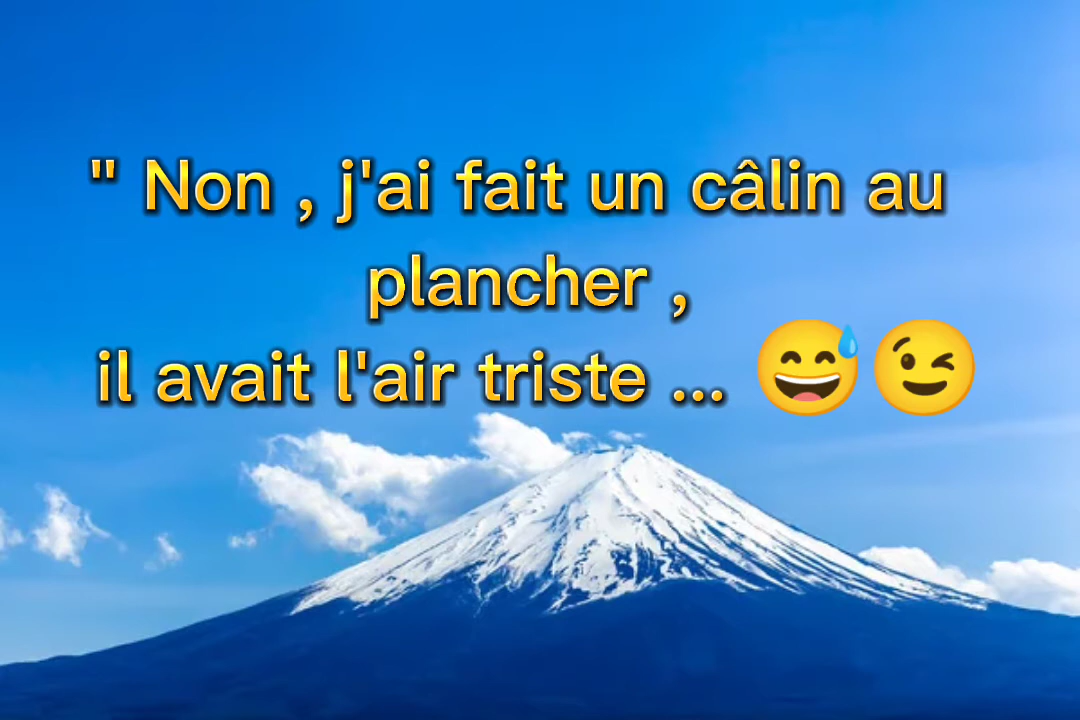 " Non , j'ai fait un câlin au
plancher ,
il avait l'air triste ... 😅😉